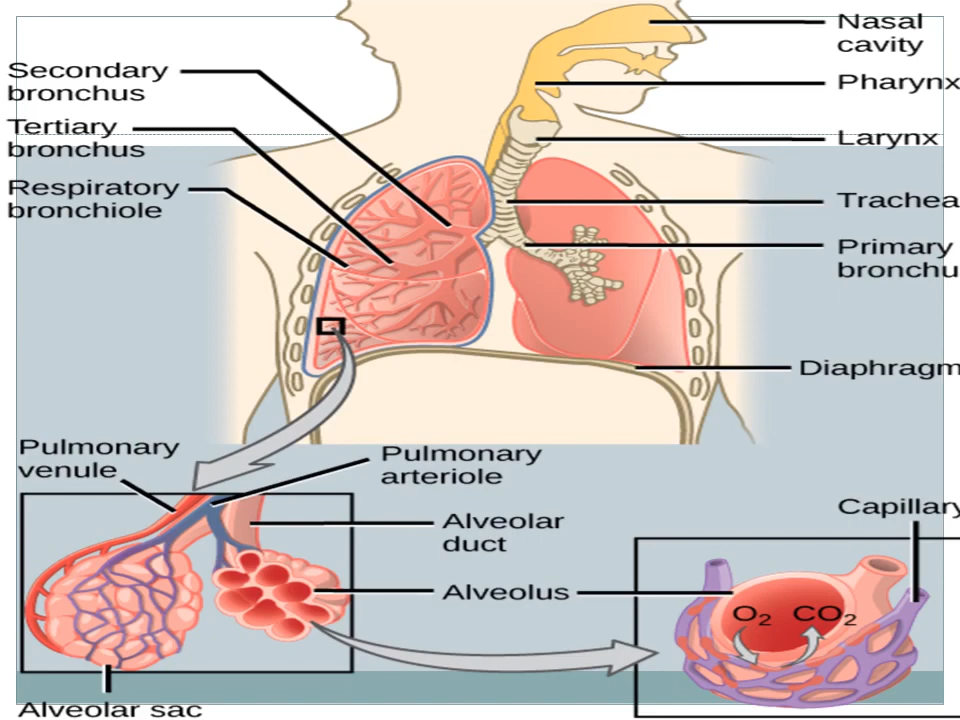 Nasal
cavity
Secondary
bronchus
Pharynx
Tertiary
bronchus
Larynx
Respiratory
bronchiole
Trachea
Primary
bronchu
Diaphragm
Pulmonary
venule
Pulmonary
arteriole
Capillary
Alveolar
duct
Alveolus
O₂ CO₂
Alveolar sac